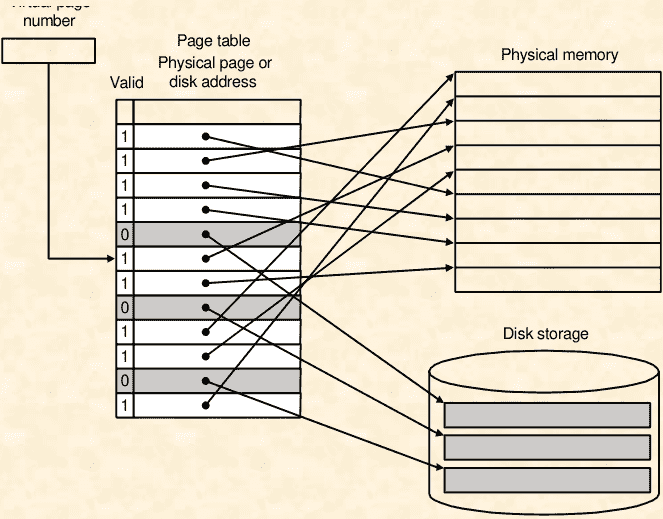 number
Page table
Physical page or
disk address
Valid
Physical memory
1
1
1
1
0
1
1
0
1
1
0
1
Disk storage